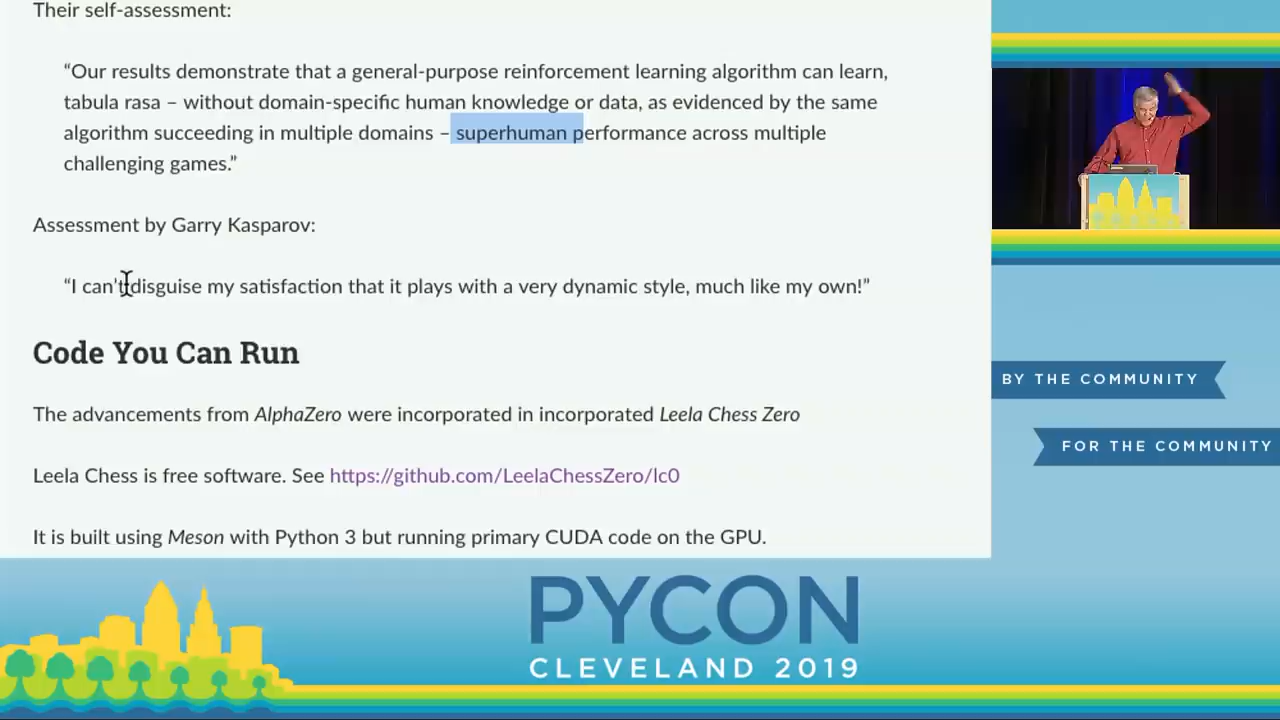 Their self-assessment:
“Our results demonstrate that a general-purpose reinforcement learning algorithm can learn,
tabula rasa – without domain-specific human knowledge or data, as evidenced by the same
algorithm succeeding in multiple domains – superhuman performance across multiple
challenging games.”
Assessment by Garry Kasparov:
“I can't disguise my satisfaction that it plays with a very dynamic style, much like my own!”
Code You Can Run
The advancements from AlphaZero were incorporated in incorporated Leela Chess Zero
Leela Chess is free software. See https://github.com/LeelaChessZero/lc0
It is built using Meson with Python 3 but running primary CUDA code on the GPU.
BY THE COMMUNITY
FOR THE COMMUNITY
PYCON
CLEVELAND 2019